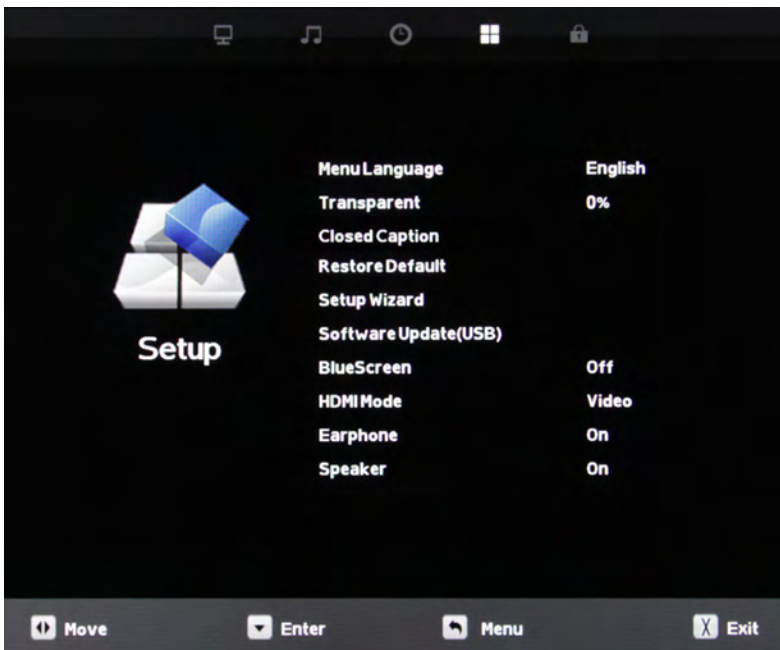 Menu Language English
Transparent 0%
Closed Caption
Restore Default
Setup Wizard
Setup
Software Update(USB)
BlueScreen Off
HDMI Mode Video
Earphone On
Speaker On
Move Enter Menu X Exit